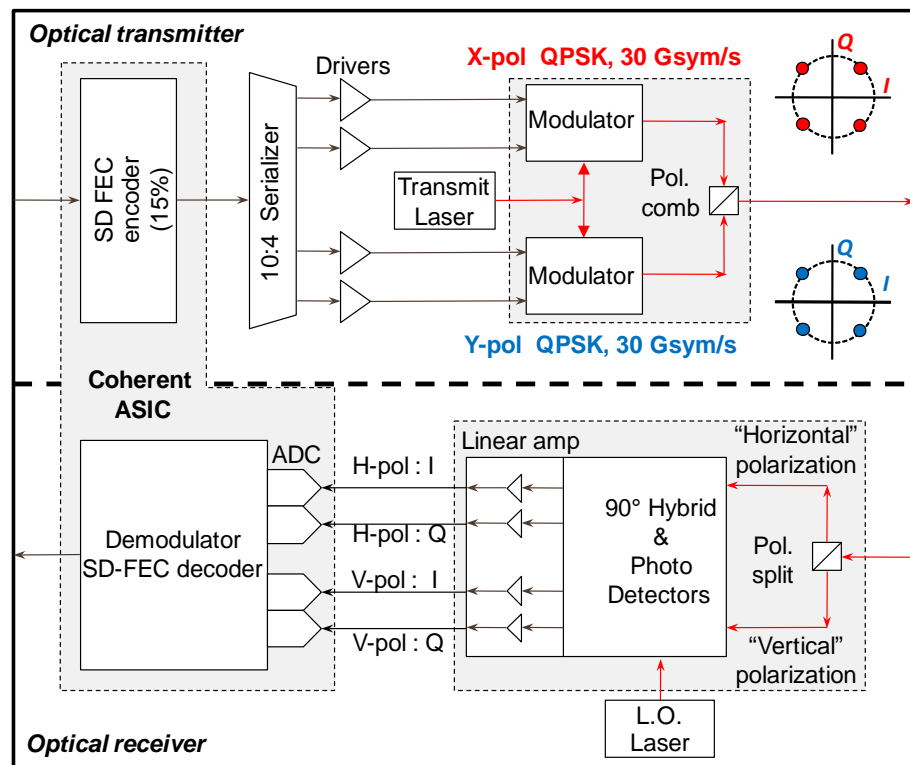 Optical transmitter
SD FEC
encoder
(15%)
10:4 Serializer
Drivers
X-pol QPSK, 30 Gsym/s
Modulator
Transmit
Laser
Pol.
comb
Modulator
Y-pol QPSK, 30 Gsym/s
Q
I
Q
I
Coherent
ASIC
ADC
Demodulator
SD-FEC decoder
H-pol : I
H-pol : Q
V-pol : I
V-pol : Q
Linear amp
90° Hybrid
&
Photo
Detectors
“Horizontal”
polarization
Pol.
split
“Vertical”
polarization
L.O.
Laser
Optical receiver